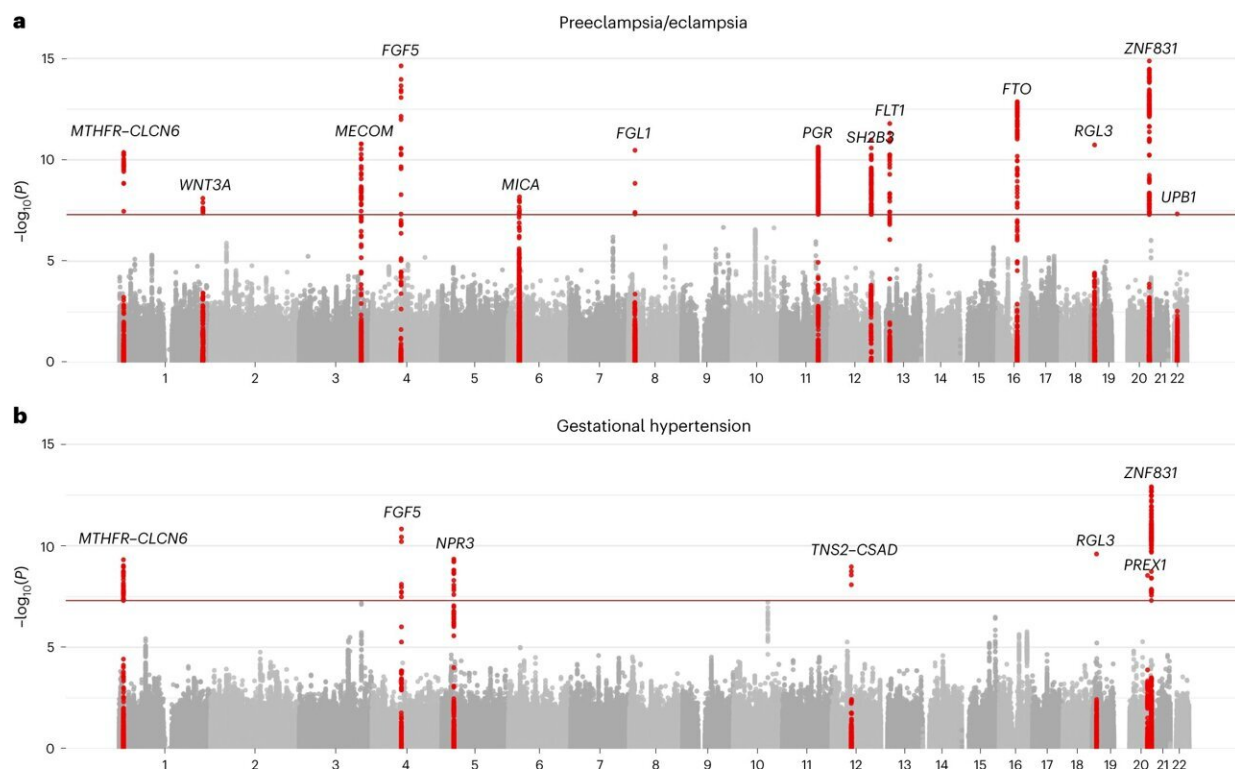 a
Preeclampsia/eclampsia
15
FGF5
ZNF831
FTO
FLT1
MTHFR–CLCN6
MECOM
FGL1
PGR
SH2B3
RGL3
10
WNT3A
MICA
UPB1
−log10(P)
5
0
1 2 3 4 5 6 7 8 9 10 11 12 13 14 15 16 17 18 19 20 21 22
b
Gestational hypertension
15
ZNF831
FGF5
MTHFR–CLCN6
NPR3
TNS2–CSAD
RGL3
10
PREX1
−log10(P)
5
0
1 2 3 4 5 6 7 8 9 10 11 12 13 14 15 16 17 18 19 20 21 22